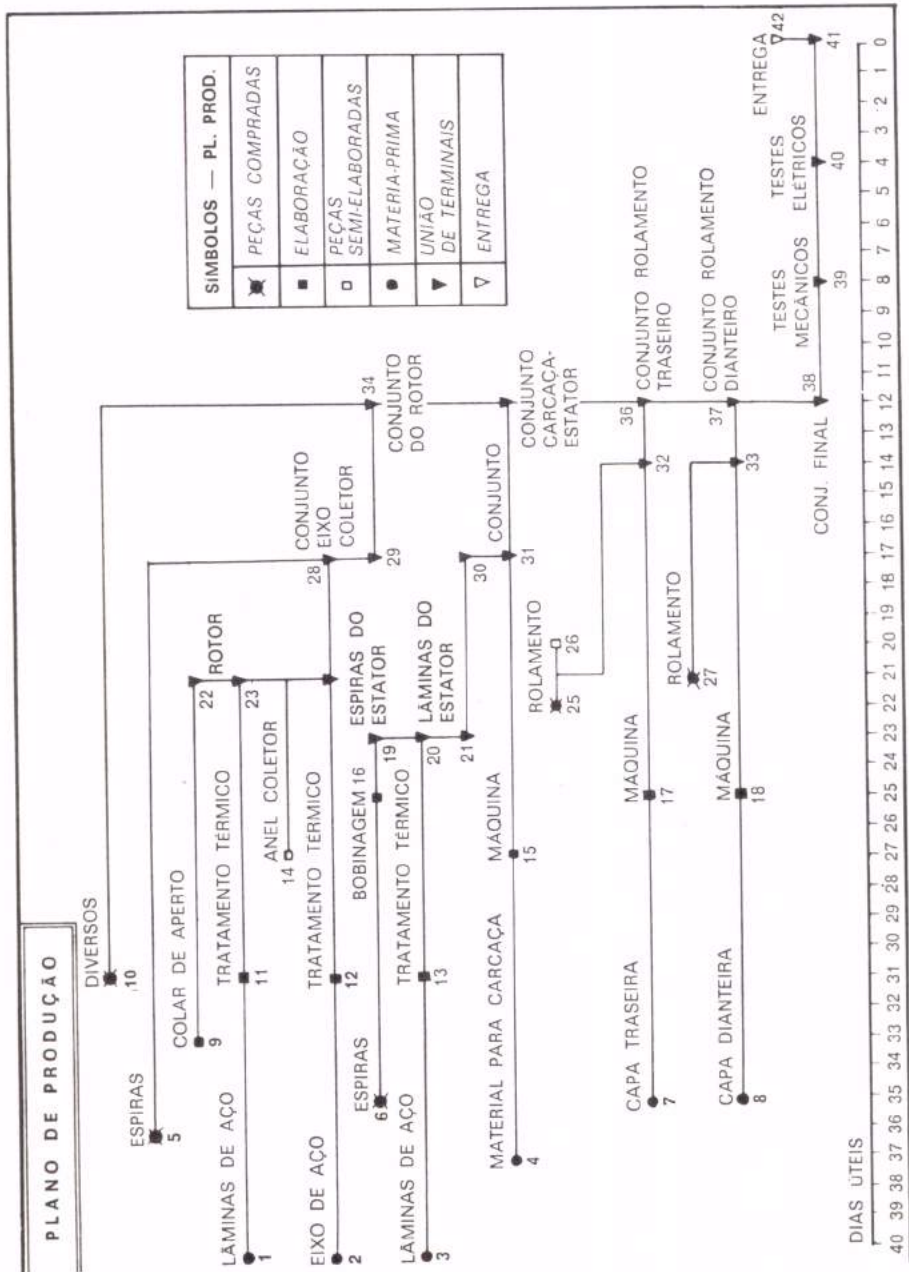 PLANO DE PRODUÇÃO
SÍMBOLOS — PL. PROD.
PEÇAS COMPRADAS
ELABORAÇÃO
PEÇAS
SEMI-ELABORADAS
MATERIA-PRIMA
UNIÃO
DE TERMINAIS
ENTREGA
DIVERSOS
10
34
CONJUNTO
DO ROTOR
ESPIRAS
5
28
CONJUNTO
EIXO
COLETOR
29
COLAR DE APERTO
9
22
ROTOR
LÂMINAS DE AÇO
1
TRATAMENTO TÉRMICO
11
23
ANEL COLETOR
14
EIXO DE AÇO
2
TRATAMENTO TÉRMICO
12
ESPIRAS
6
BOBINAGEM 16
ESPIRAS DO
ESTATOR
19
LÂMINAS DE AÇO
3
TRATAMENTO TÉRMICO
13
20
LÂMINAS DO
ESTATOR
21
30
CONJUNTO
31
MATERIAL PARA CARCAÇA
4
MAQUINA
15
CONJUNTO
CARCAÇA-
ESTATOR
ROLAMENTO
25
26
CAPA TRASEIRA
7
MAQUINA
17
32
36
CONJUNTO ROLAMENTO
TRASEIRO
ROLAMENTO
27
CAPA DIANTEIRA
8
MÁQUINA
18
33
37
CONJUNTO ROLAMENTO
DIANTEIRO
CONJ. FINAL
38
TESTES
MECÂNICOS
39
TESTES
ELÉTRICOS
40
ENTREGA
42
41
DIAS ÚTEIS
40 39 38 37 36 35 34 33 32 31 30 29 28 27 26 25 24 23 22 21 20 19 18 17 16 15 14 13 12 11 10 9 8 7 6 5 4 3 2 1 0